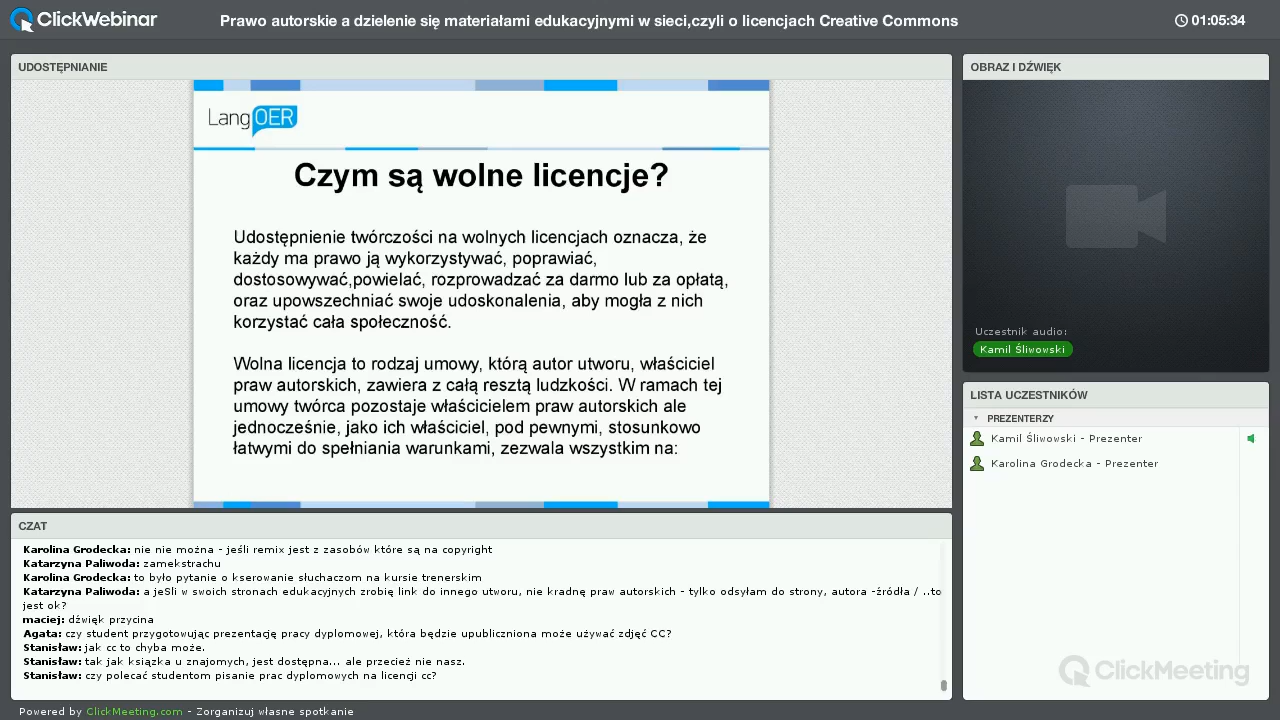 ClickWebinar
Prawo autorskie a dzielenie się materiałami edukacyjnymi w sieci,czyli o licencjach Creative Commons
01:05:34
UDOSTĘPNIANIE
LangOER
Czym są wolne licencje?
Udostępnienie twórczości na wolnych licencjach oznacza, że
każdy ma prawo ją wykorzystywać, poprawiać,
dostosowywać,powielać, rozprowadzać za darmo lub za opłatą,
oraz upowszechniać swoje udoskonalenia, aby mogła z nich
korzystać cała społeczność.
Wolna licencja to rodzaj umowy, którą autor utworu, właściciel
praw autorskich, zawiera z całą resztą ludzkości. W ramach tej
umowy twórca pozostaje właścicielem praw autorskich ale
jednocześnie, jako ich właściciel, pod pewnymi, stosunkowo
łatwymi do spełniania warunkami, zezwala wszystkim na:
OBRAZ I DŹWIĘK
Uczestnik audio:
Kamil Śliwowski
LISTA UCZESTNIKÓW
PREZENTERZY
Kamil Śliwowski - Prezenter
Karolina Grodecka - Prezenter
CZAT
Karolina Grodecka: nie nie można - jeśli remix jest z zasobów które są na copyright
Katarzyna Paliwoda: zamekstrachu
Karolina Grodecka: to było pytanie o kserowanie słuchaczom na kursie trenerskim
Katarzyna Paliwoda: a jeSli w swoich stronach edukacyjnych zrobię link do innego utworu, nie kradnę praw autorskich - tylko odsyłam do strony, autora -źródła / ..to
jest ok?
maciej: dźwięk przycina
Agata: czy student przygotowując prezentację pracy dyplomowej, która będzie upubliczniona może używać zdjęć CC?
Stanisław: jak cc to chyba może.
Stanisław: tak jak książka u znajomych, jest dostępna... ale przecież nie nasz.
Stanisław: czy polecać studentom pisanie prac dyplomowych na licencji cc?
ClickMeeting
Powered by ClickMeeting.com - Zorganizuj własne spotkanie